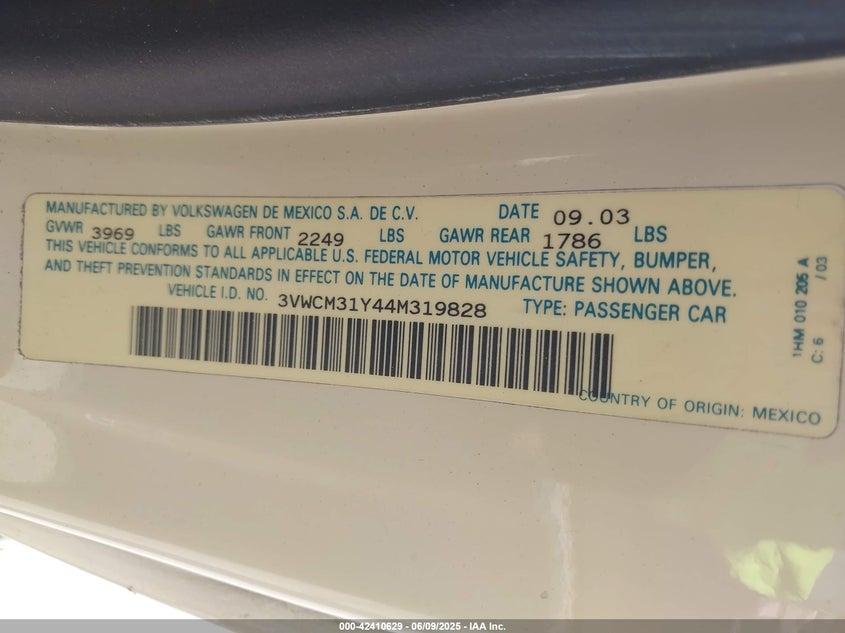 MANUFACTURED BY VOLKSWAGEN DE MEXICO S.A. DE C.V. DATE 09.03
GVWR 3969 LBS GAWR FRONT 2249 LBS GAWR REAR 1786 LBS
THIS VEHICLE CONFORMS TO ALL APPLICABLE U.S. FEDERAL MOTOR VEHICLE SAFETY, BUMPER,
AND THEFT PREVENTION STANDARDS IN EFFECT ON THE DATE OF MANUFACTURE SHOWN ABOVE.
VEHICLE I.D. NO. 3VWCM31Y44M319828 TYPE: PASSENGER CAR
COUNTRY OF ORIGIN: MEXICO
1HM 010 205 A
C: 6 / 03
000-42410629 - 06/09/2025 - IAA Inc.